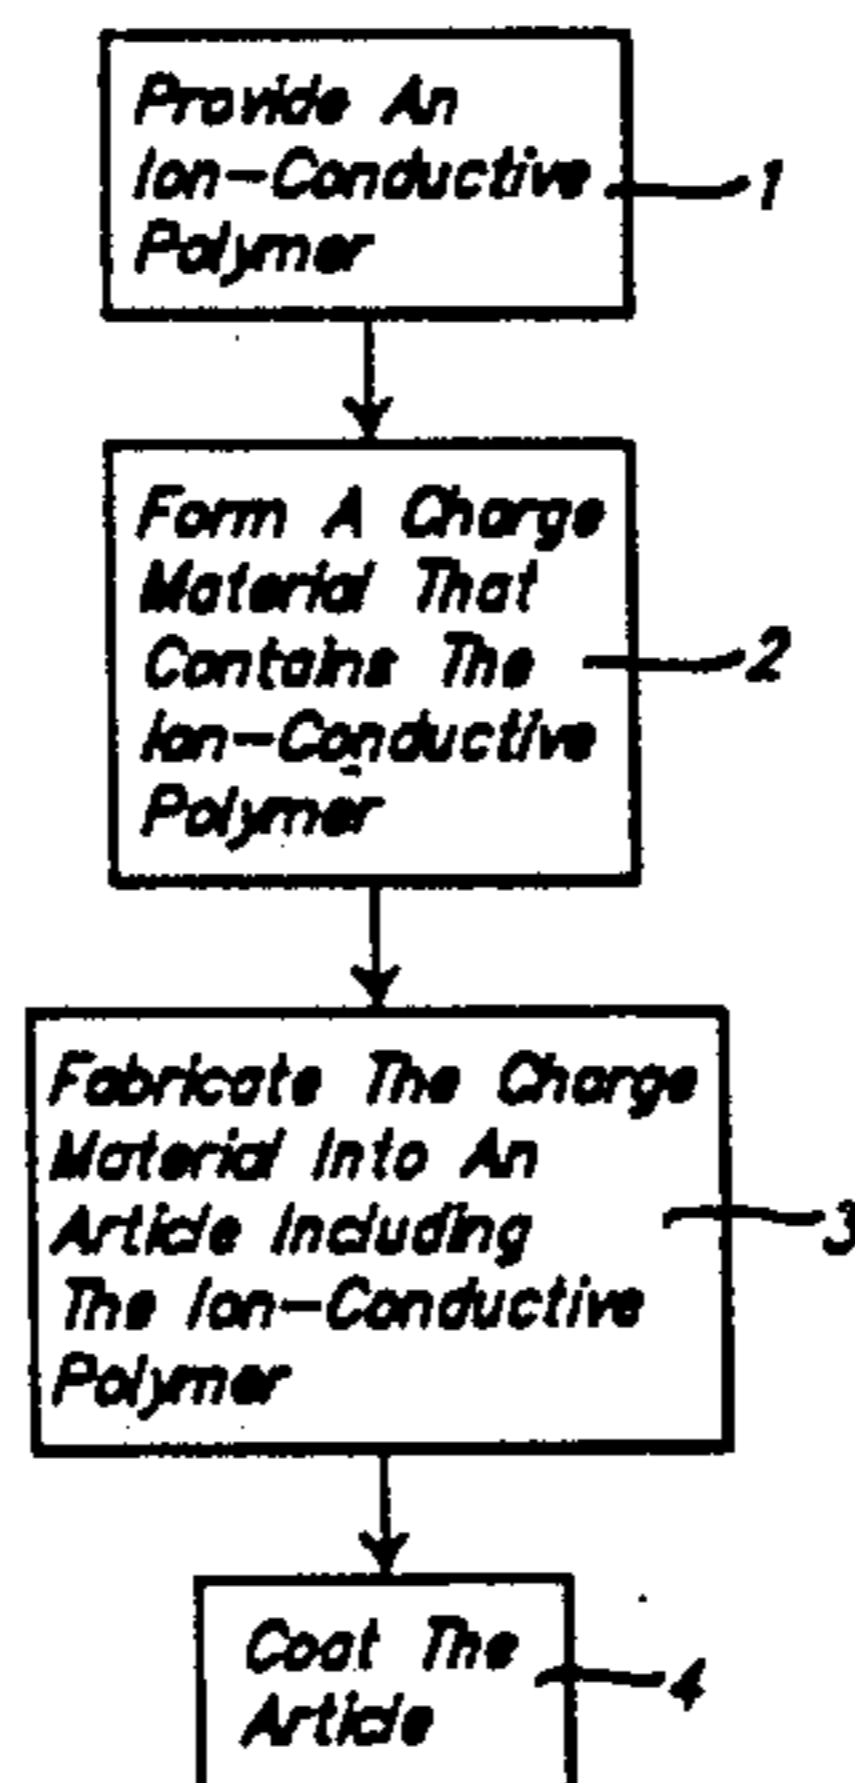 Provide An
Ion-Conductive
Polymer
1
Form A Charge
Material That
Contains The
Ion-Conductive
Polymer
2
Fabricate The Charge
Material Into An
Article Including
The Ion-Conductive
Polymer
3
Coat The
Article
4